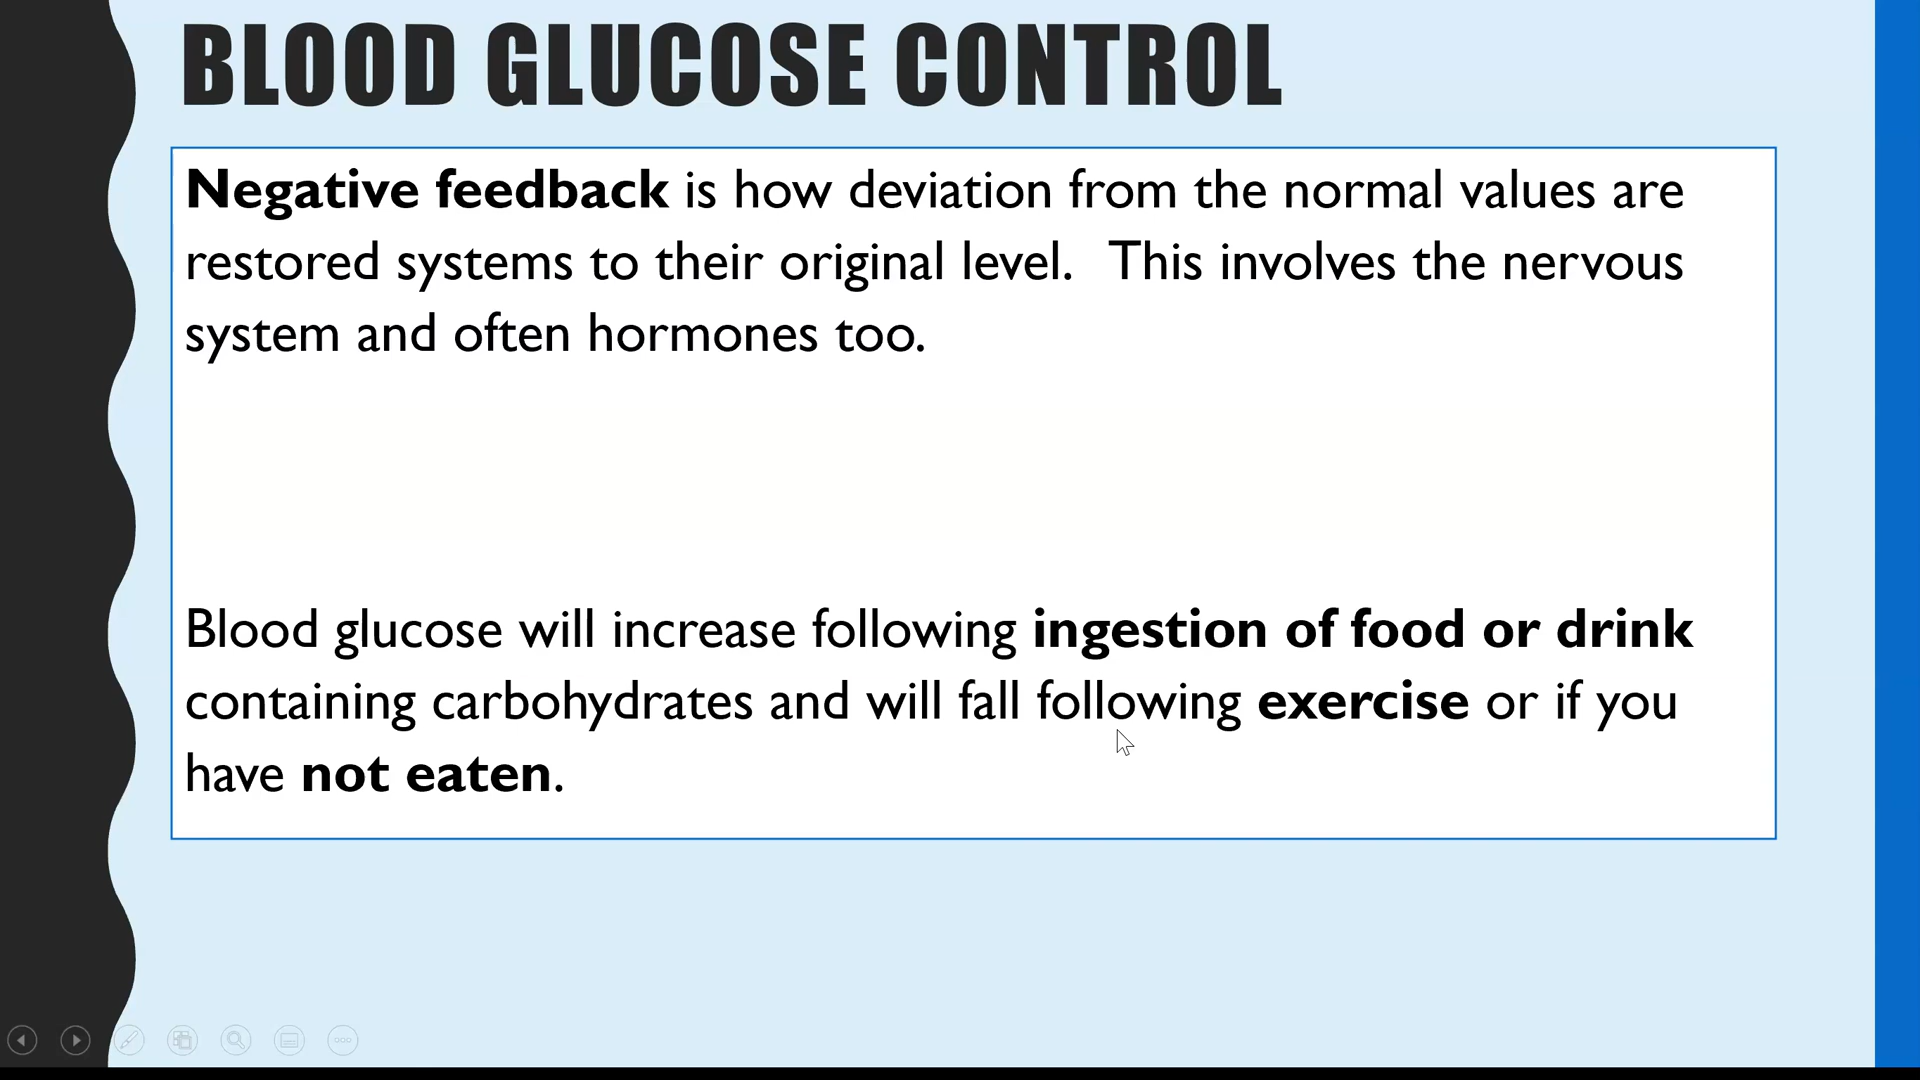 BLOOD GLUCOSE CONTROL
Negative feedback is how deviation from the normal values are
restored systems to their original level.  This involves the nervous
system and often hormones too.
Blood glucose will increase following ingestion of food or drink
containing carbohydrates and will fall following exercise or if you
have not eaten.